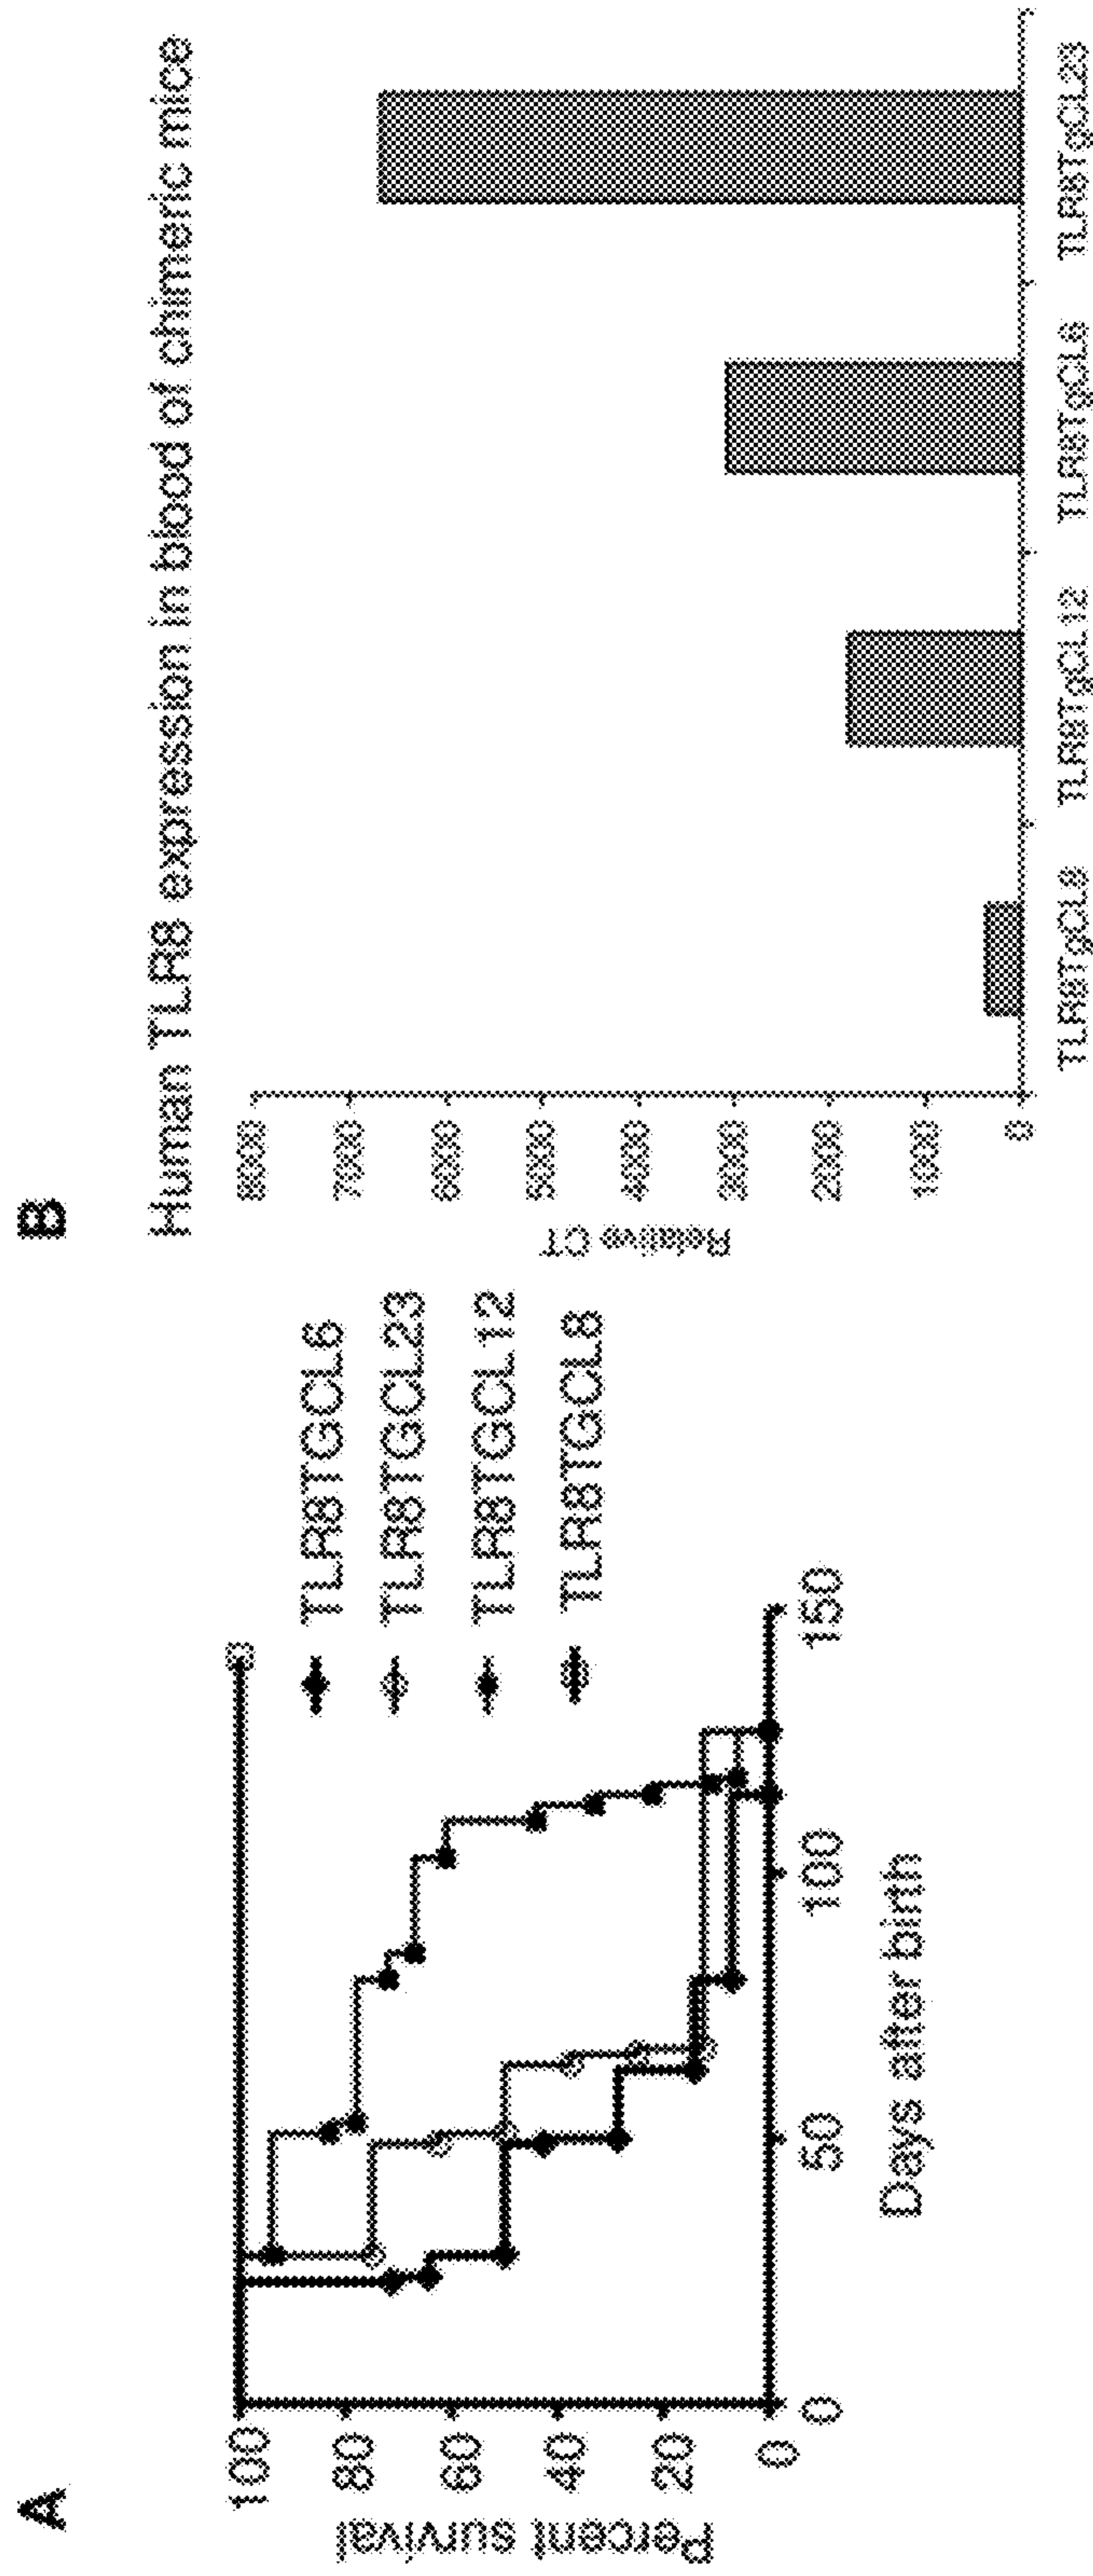 A
Percent survival
100
80
60
40
20
0
0
50
100
150
Days after birth
TLR8TGCL6
TLR8TGCL23
TLR8TGCL12
TLR8TGCL8
B
Human TLR8 expression in blood of chimeric mice
Relative CT
8000
7000
6000
5000
4000
3000
2000
1000
0
TLR8TgCL8
TLR8TgCL12
TLR8TgCL6
TLR8TgCL23